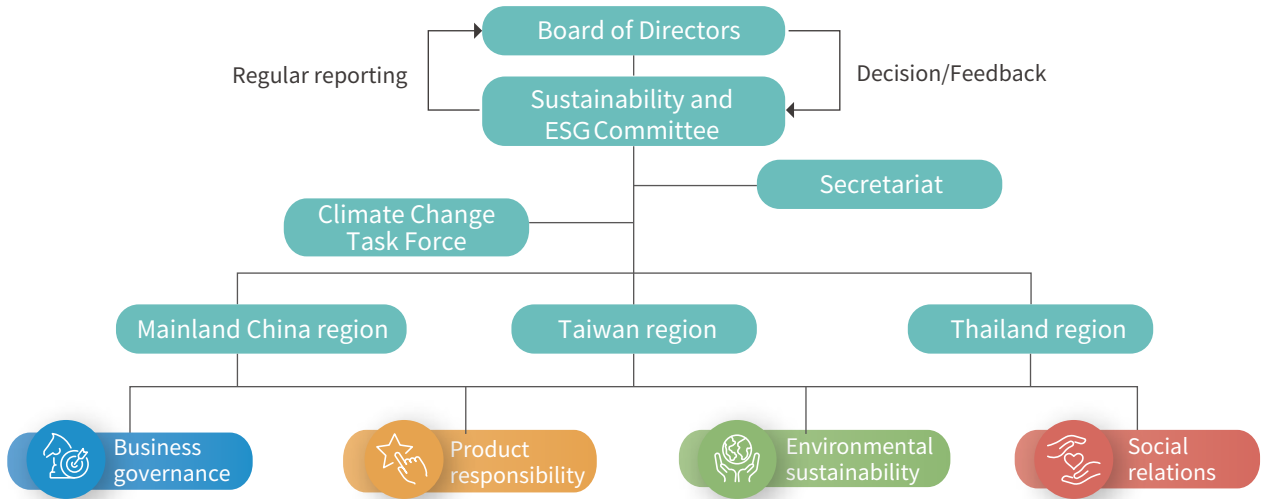 Board of Directors
Regular reporting
Decision/Feedback
Sustainability and
ESG Committee
Secretariat
Climate Change
Task Force
Mainland China region
Taiwan region
Thailand region
Business
governance
Product
responsibility
Environmental
sustainability
Social
relations